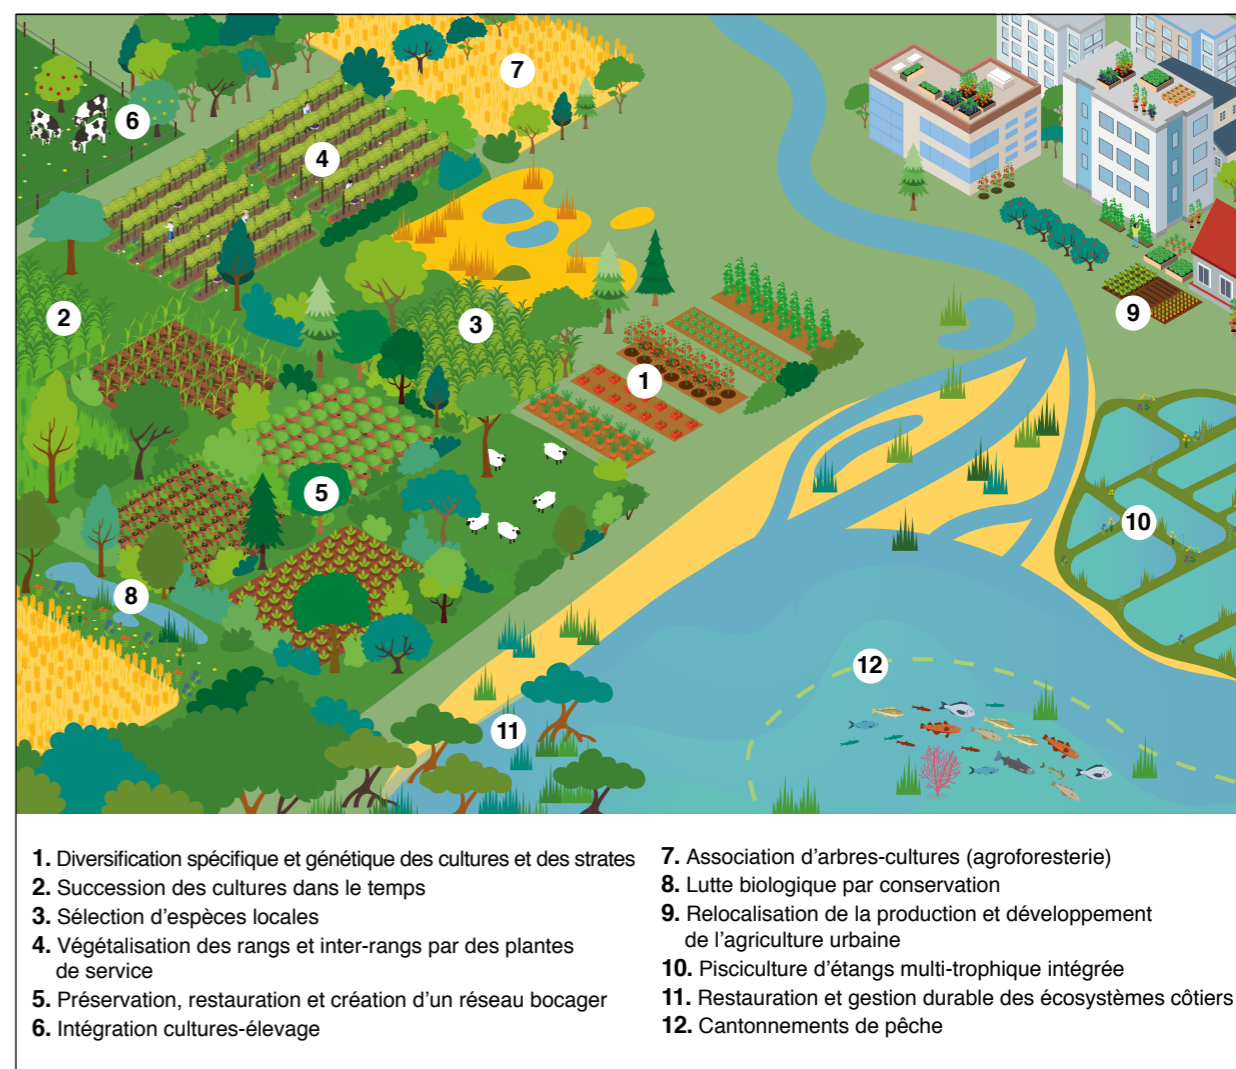 7
6
4
2
3
9
1
5
10
8
12
11
1. Diversification spécifique et génétique des cultures et des strates
2. Succession des cultures dans le temps
3. Sélection d’espèces locales
4. Végétalisation des rangs et inter-rangs par des plantes
de service
5. Préservation, restauration et création d’un réseau bocager
6. Intégration cultures-élevage
7. Association d’arbres-cultures (agroforesterie)
8. Lutte biologique par conservation
9. Relocalisation de la production et développement
de l’agriculture urbaine
10. Pisciculture d’étangs multi-trophique intégrée
11. Restauration et gestion durable des écosystèmes côtiers
12. Cantonnements de pêche